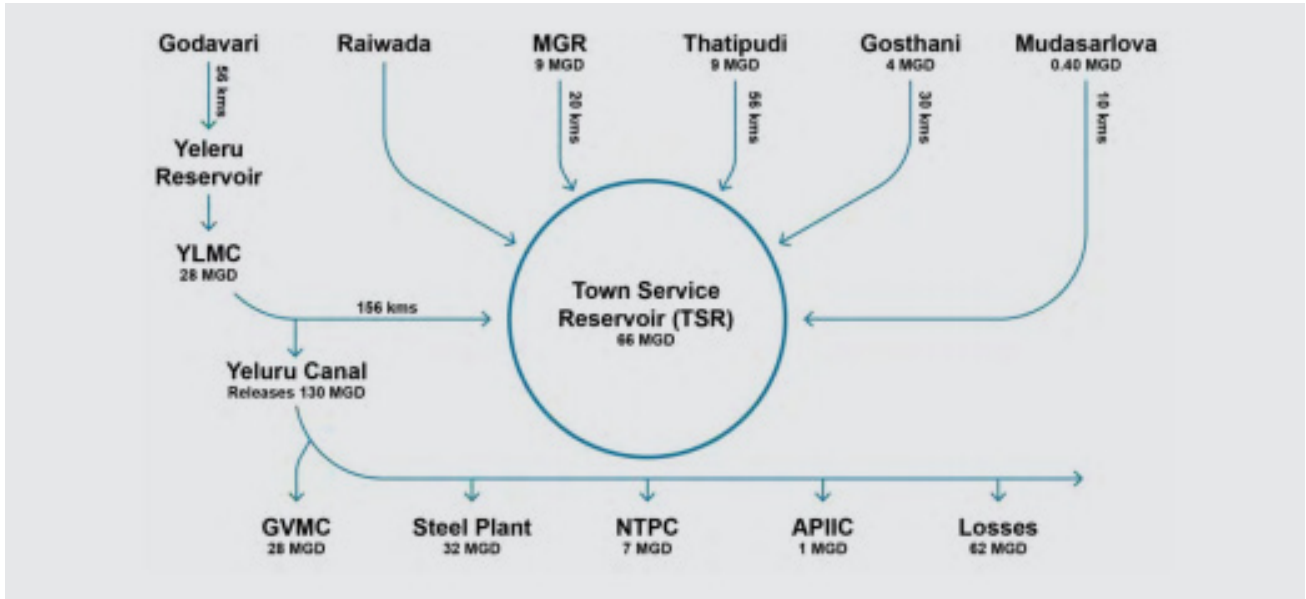 Godavari
Raiwada
MGR
9 MGD
Thatipudi
9 MGD
Gosthani
4 MGD
Mudasarlova
0.40 MGD
56 kms
20 kms
56 kms
30 kms
10 kms
Yeleru
Reservoir
YLMC
28 MGD
156 kms
Town Service
Reservoir (TSR)
66 MGD
Yeluru Canal
Releases 130 MGD
GVMC
28 MGD
Steel Plant
32 MGD
NTPC
7 MGD
APIIC
1 MGD
Losses
62 MGD